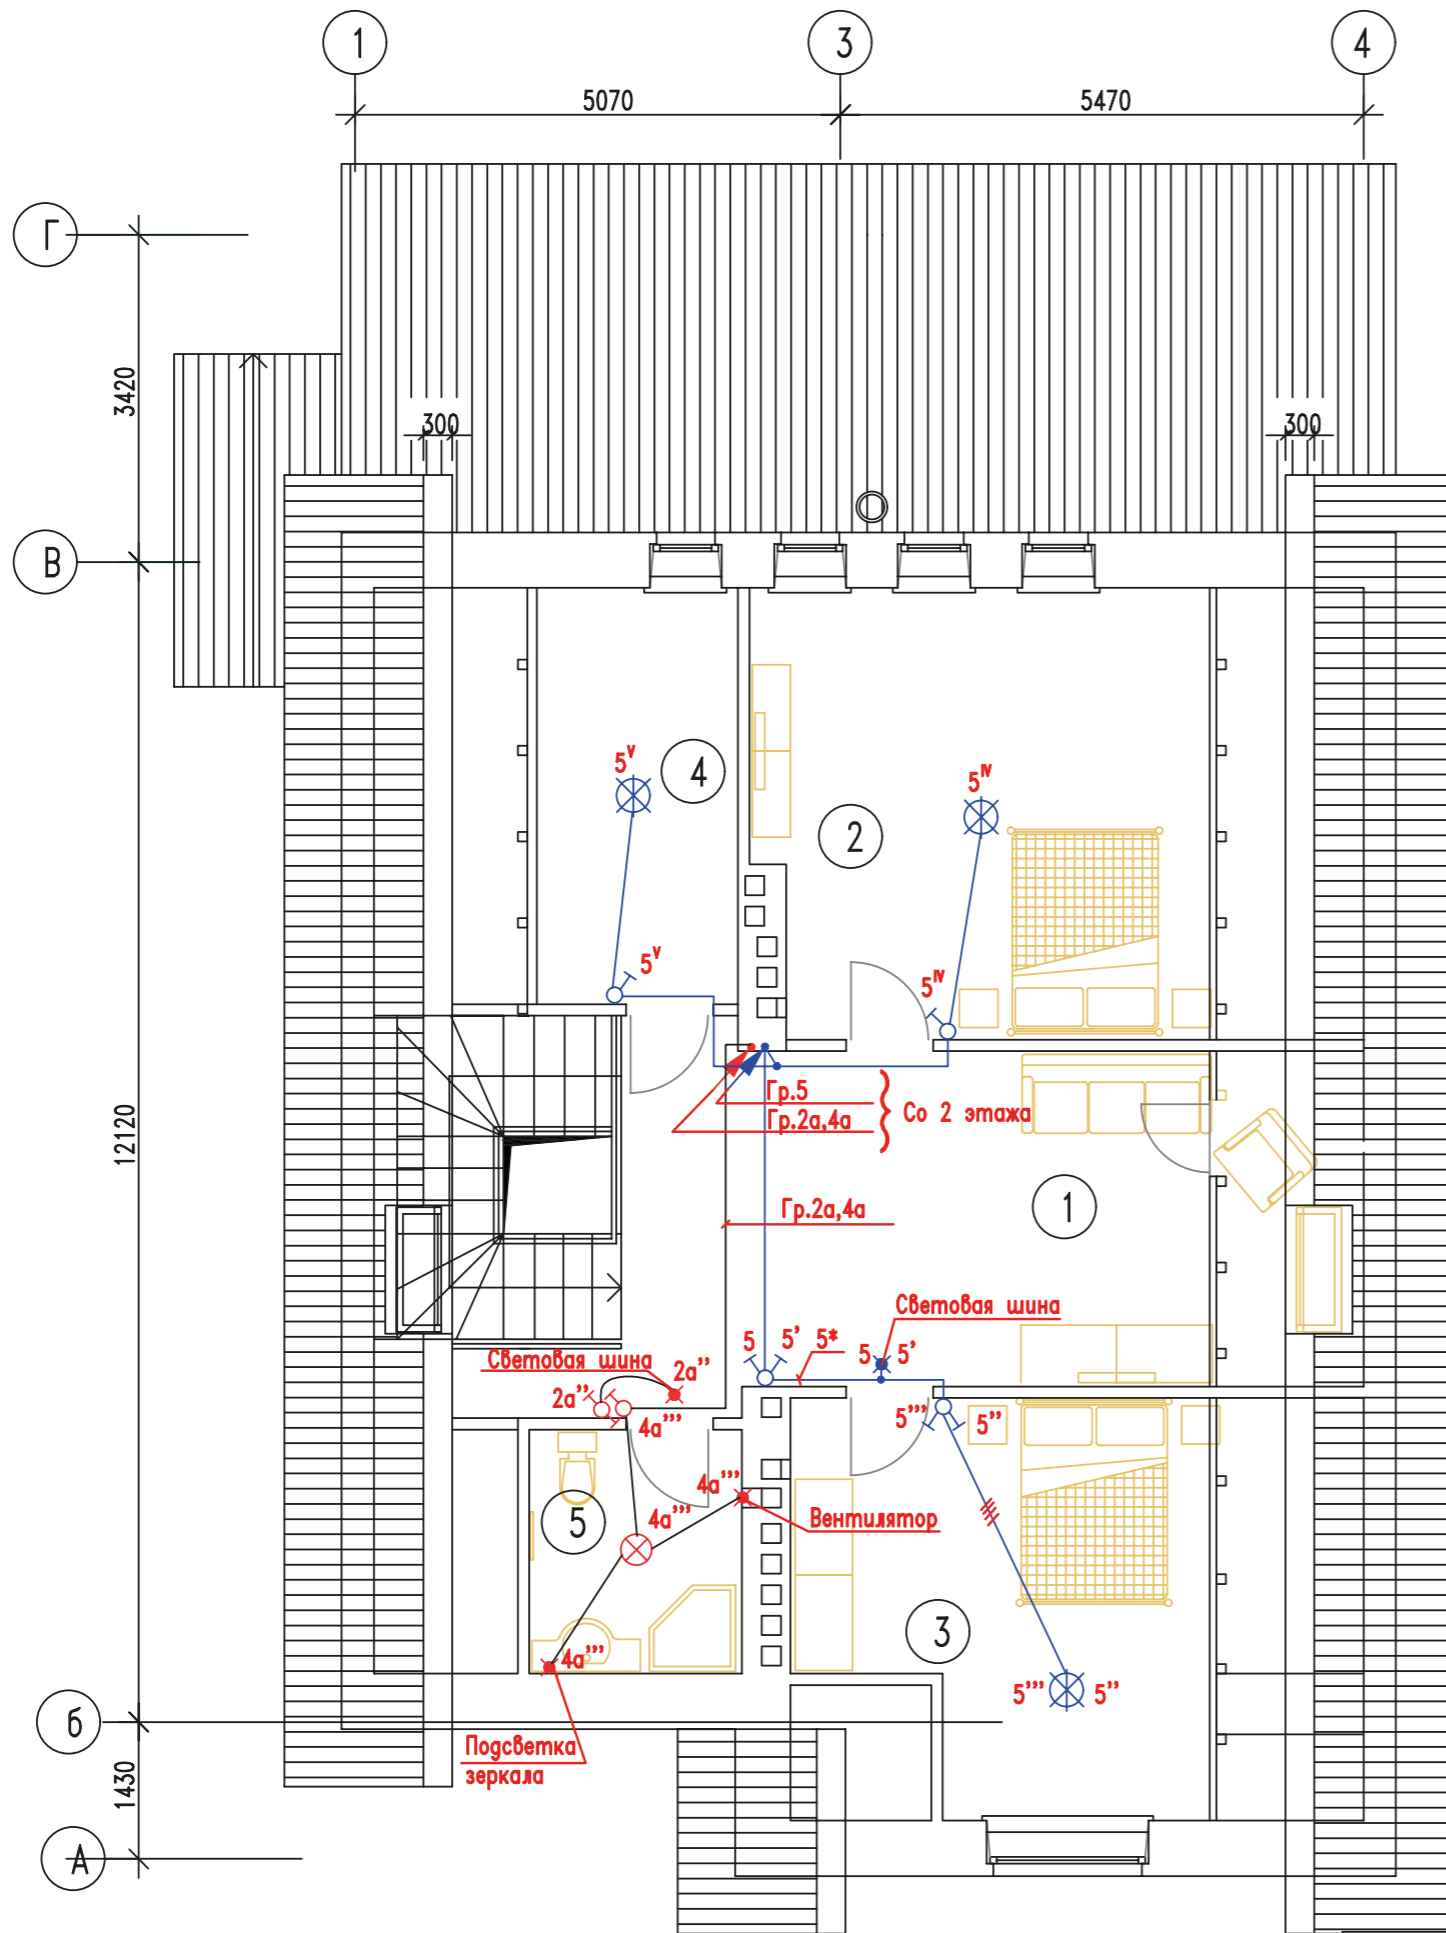 1
3
4
5070
5470
Г
3420
300
300
В
5ⱽ
4
5ᴵⱽ
2
5ⱽ
5ᴵⱽ
Гр.5
Гр.2а,4а
Со 2 этажа
12120
Гр.2а,4а
1
Световая шина
5
5'
5*
5
5'
Световая шина
2а''
2а''
4а'''
5'''
5''
4а'''
5
4а'''
Вентилятор
3
4а'''
5'''
5''
б
Подсветка
зеркала
1430
А